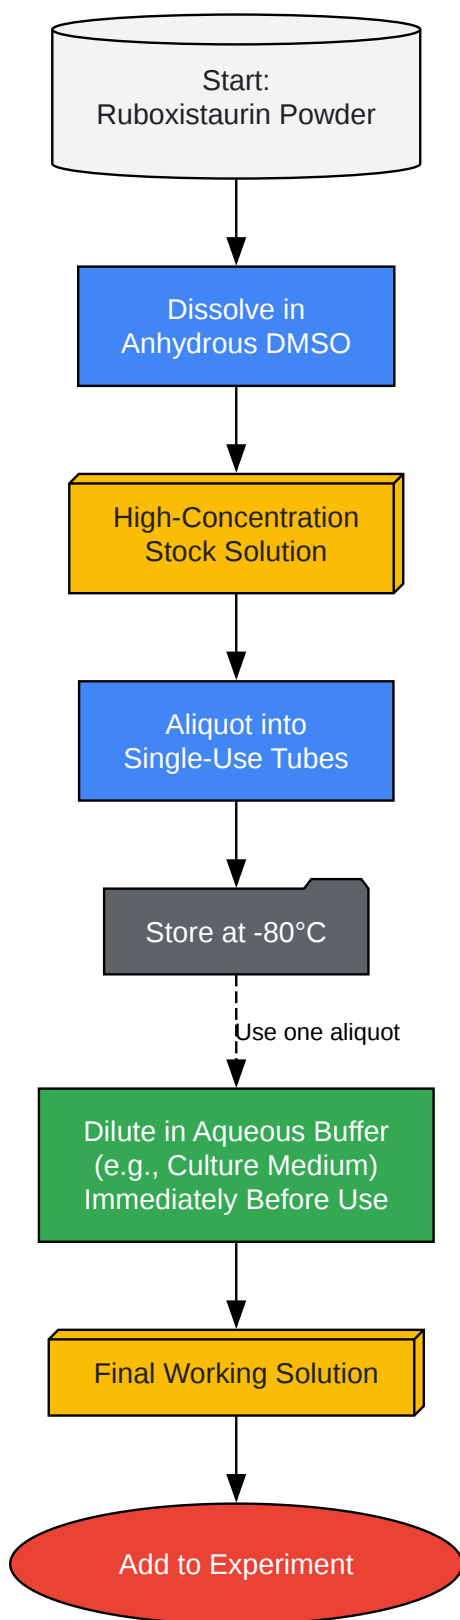 Start:
Ruboxistaurin Powder
Dissolve in
Anhydrous DMSO
High-Concentration
Stock Solution
Aliquot into
Single-Use Tubes
Store at -80°C
Use one aliquot
Dilute in Aqueous Buffer
(e.g., Culture Medium)
Immediately Before Use
Final Working Solution
Add to Experiment